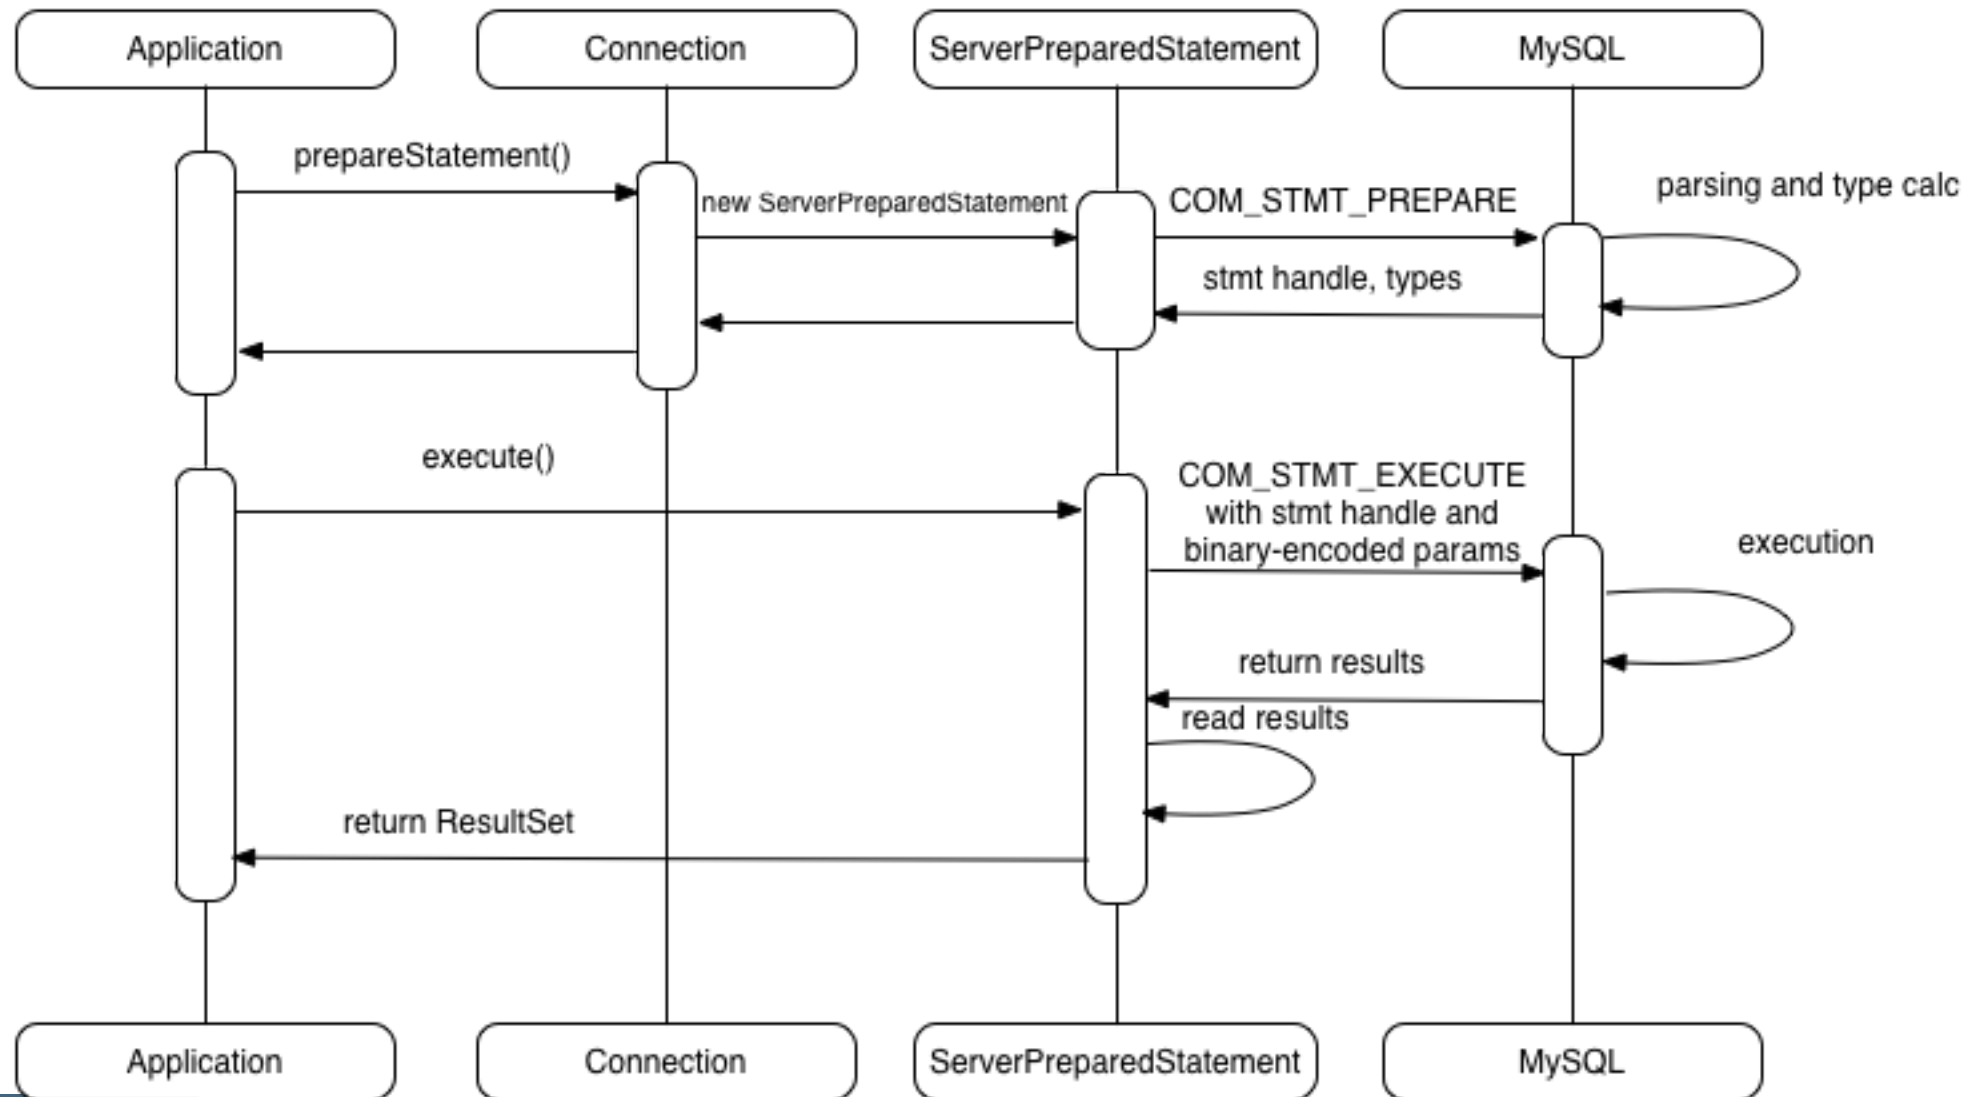 Application
Connection
ServerPreparedStatement
MySQL
prepareStatement()
new ServerPreparedStatement
COM_STMT_PREPARE
parsing and type calc
stmt handle, types
execute()
COM_STMT_EXECUTE
with stmt handle and
binary-encoded params
execution
return results
read results
return ResultSet
Application
Connection
ServerPreparedStatement
MySQL